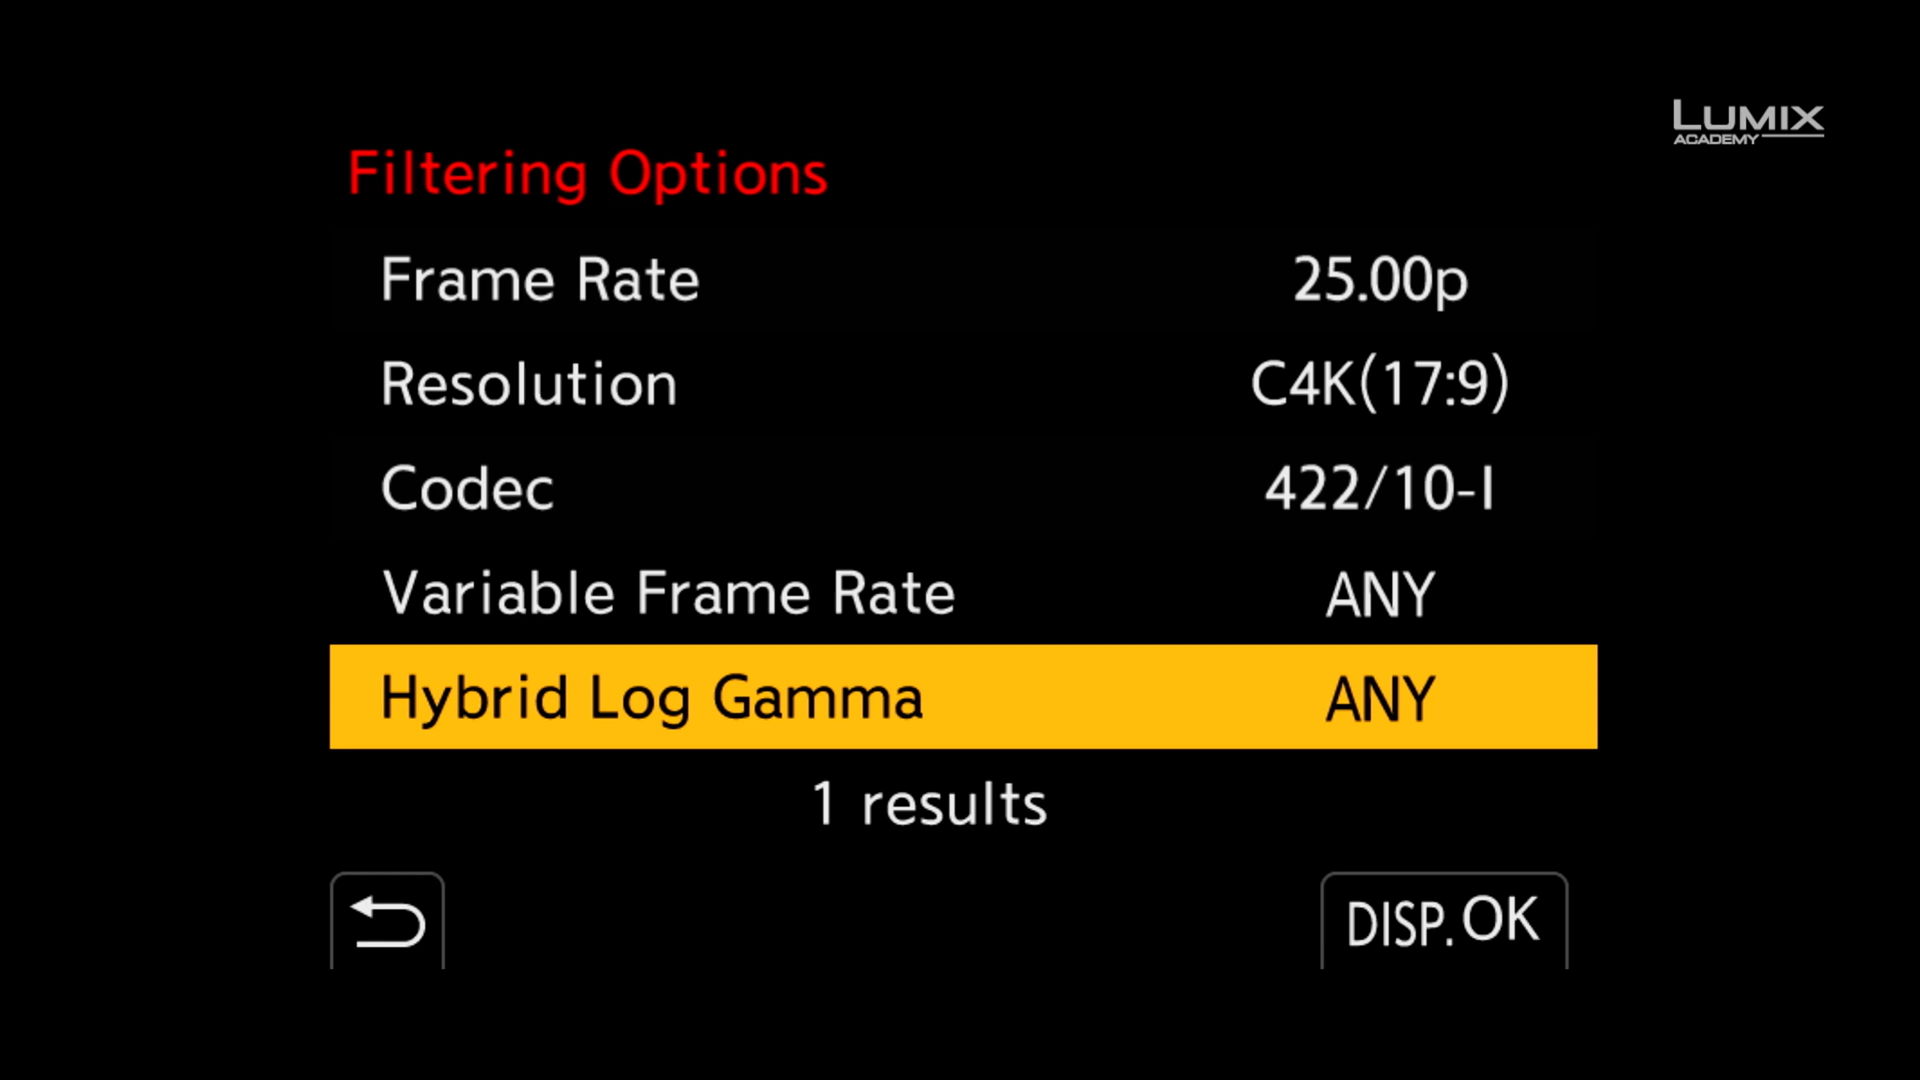 LUMIX
ACADEMY
Filtering Options
Frame Rate 25.00p
Resolution C4K(17:9)
Codec 422/10-I
Variable Frame Rate ANY
Hybrid Log Gamma ANY
1 results
DISP. OK